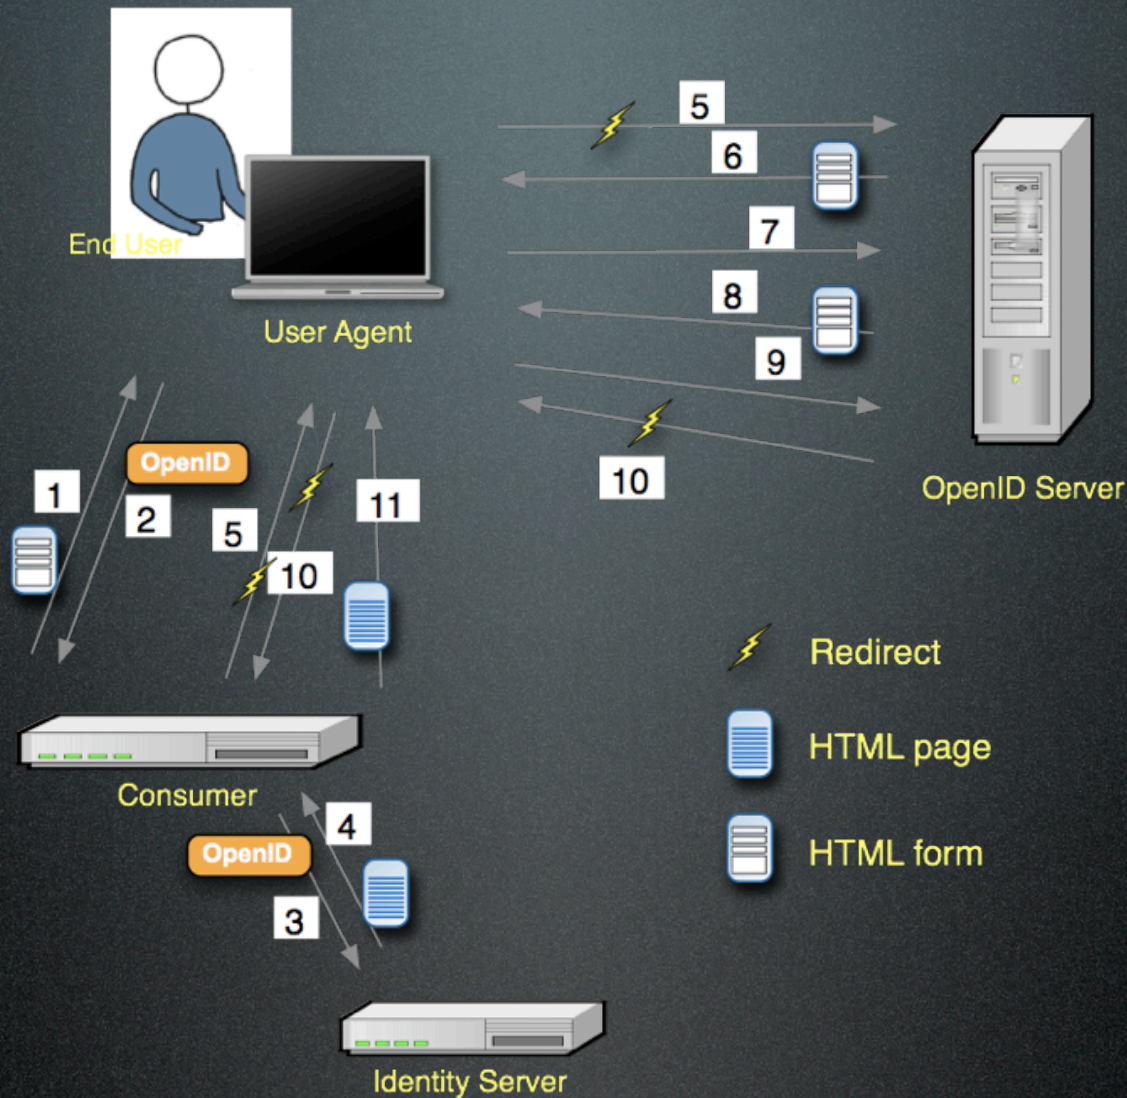 5
6
7
End User
8
User Agent
9
OpenID
10
OpenID Server
1
2
5
11
10
Redirect
HTML page
Consumer
4
OpenID
HTML form
3
Identity Server